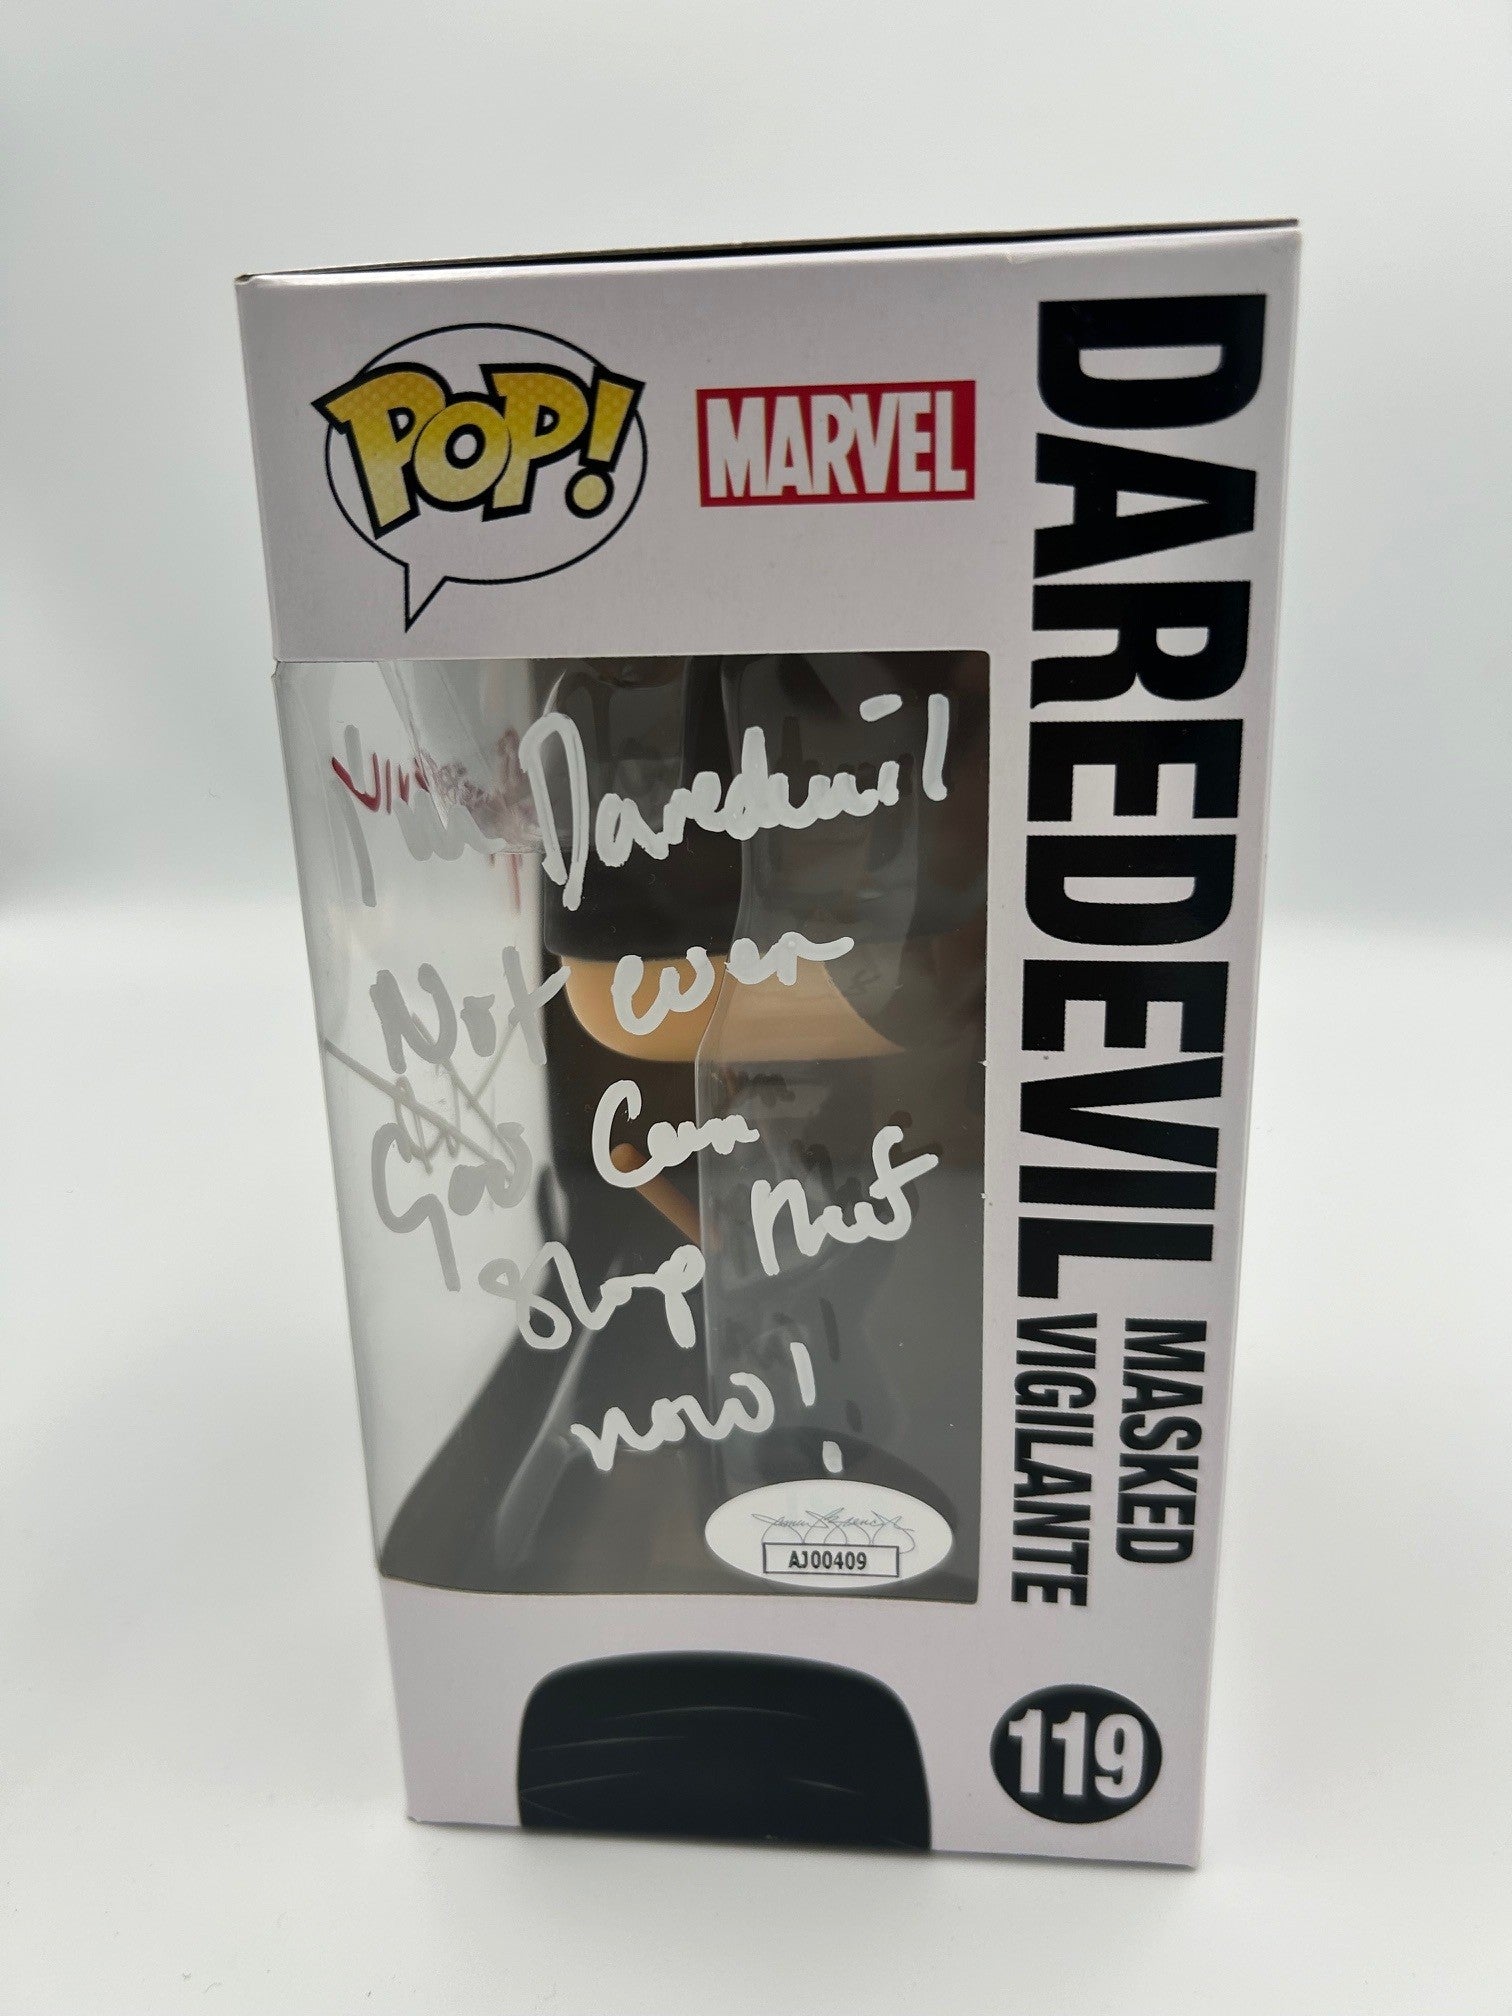 POP!
MARVEL
DAREDEVIL
MASKED
VIGILANTE
I'm Daredevil
Not even
God Can
Stop Me
now!
AJ00409
119